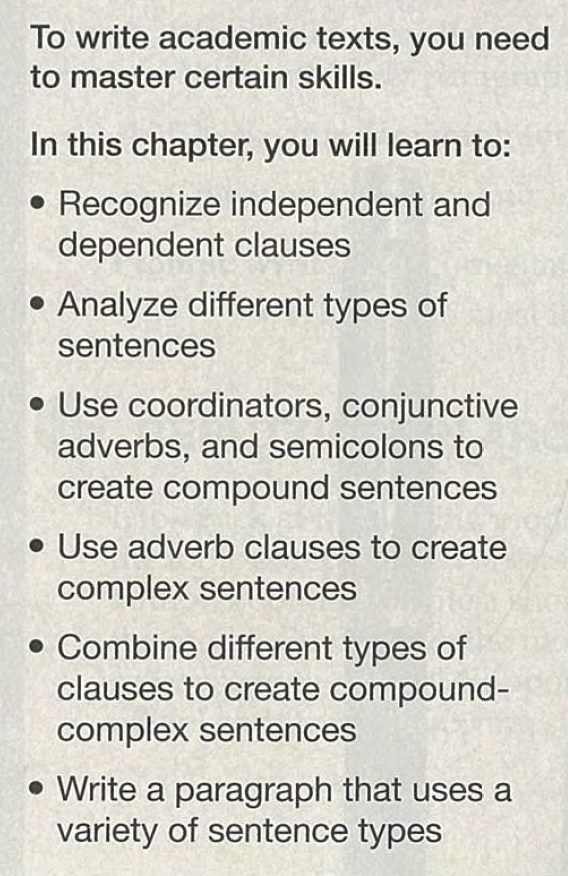 To write academic texts, you need
to master certain skills.
In this chapter, you will learn to:
• Recognize independent and
dependent clauses
• Analyze different types of
sentences
• Use coordinators, conjunctive
adverbs, and semicolons to
create compound sentences
• Use adverb clauses to create
complex sentences
• Combine different types of
clauses to create compound-
complex sentences
• Write a paragraph that uses a
variety of sentence types